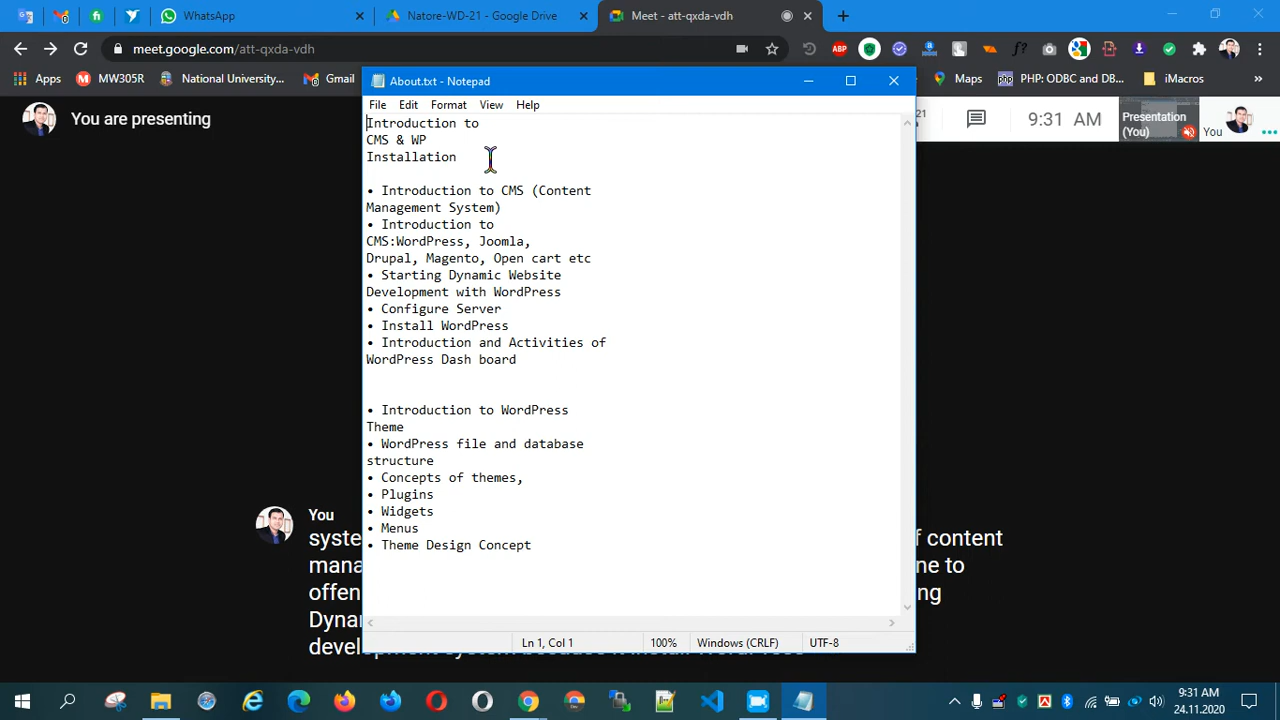 WhatsApp
Natore-WD-21 - Google Drive
Meet - att-qxda-vdh
meet.google.com/att-qxda-vdh
ABP
Apps
MW305R
National University...
Gmail
Maps
PHP: ODBC and DB...
iMacros
You are presenting
21
9:31 AM
Presentation
(You)
You
About.txt - Notepad
File Edit Format View Help
Introduction to
CMS & WP
Installation
• Introduction to CMS (Content
Management System)
• Introduction to
CMS:WordPress, Joomla,
Drupal, Magento, Open cart etc
• Starting Dynamic Website
Development with WordPress
• Configure Server
• Install WordPress
• Introduction and Activities of
WordPress Dash board
• Introduction to WordPress
Theme
• WordPress file and database
structure
• Concepts of themes,
• Plugins
• Widgets
• Menus
• Theme Design Concept
Ln 1, Col 1 100% Windows (CRLF) UTF-8
You
content
9:31 AM
24.11.2020